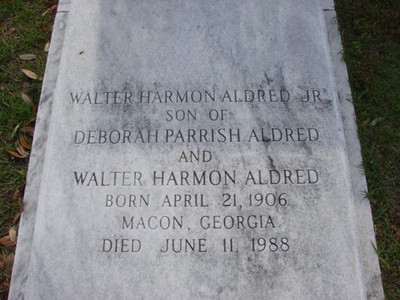 WALTER HARMON ALDRED JR
SON OF
DEBORAH PARRISH ALDRED
AND
WALTER HARMON ALDRED
BORN APRIL 21, 1906
MACON, GEORGIA
DIED JUNE 11, 1988